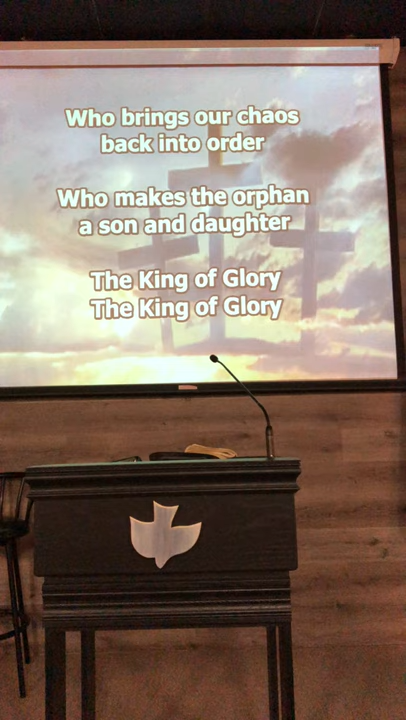 Who brings our chaos
back into order
Who makes the orphan
a son and daughter
The King of Glory
The King of Glory